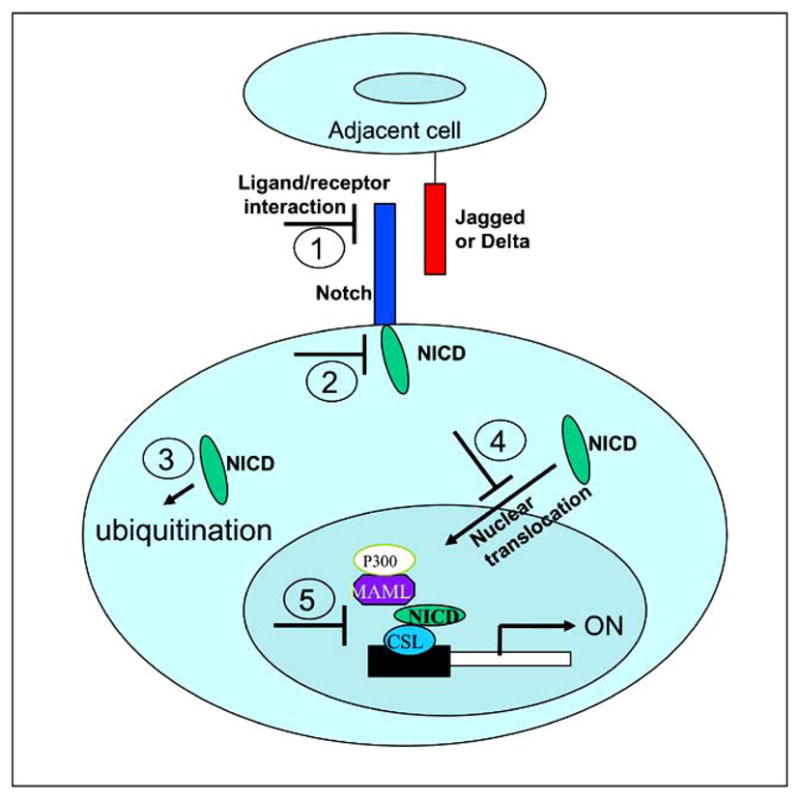 Adjacent cell
Ligand/receptor
interaction
1
Jagged
or Delta
Notch
NICD
2
3
NICD
ubiquitination
4
NICD
Nuclear
translocation
P300
MAML
5
NICD
CSL
ON